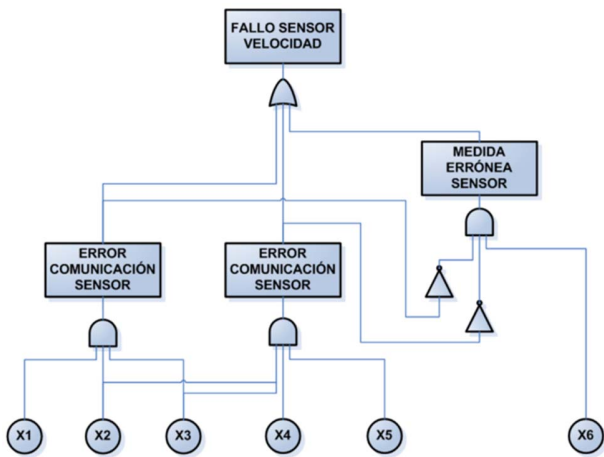 FALLO SENSOR
VELOCIDAD
MEDIDA
ERRÓNEA
SENSOR
ERROR
COMUNICACIÓN
SENSOR
ERROR
COMUNICACIÓN
SENSOR
X1
X2
X3
X4
X5
X6